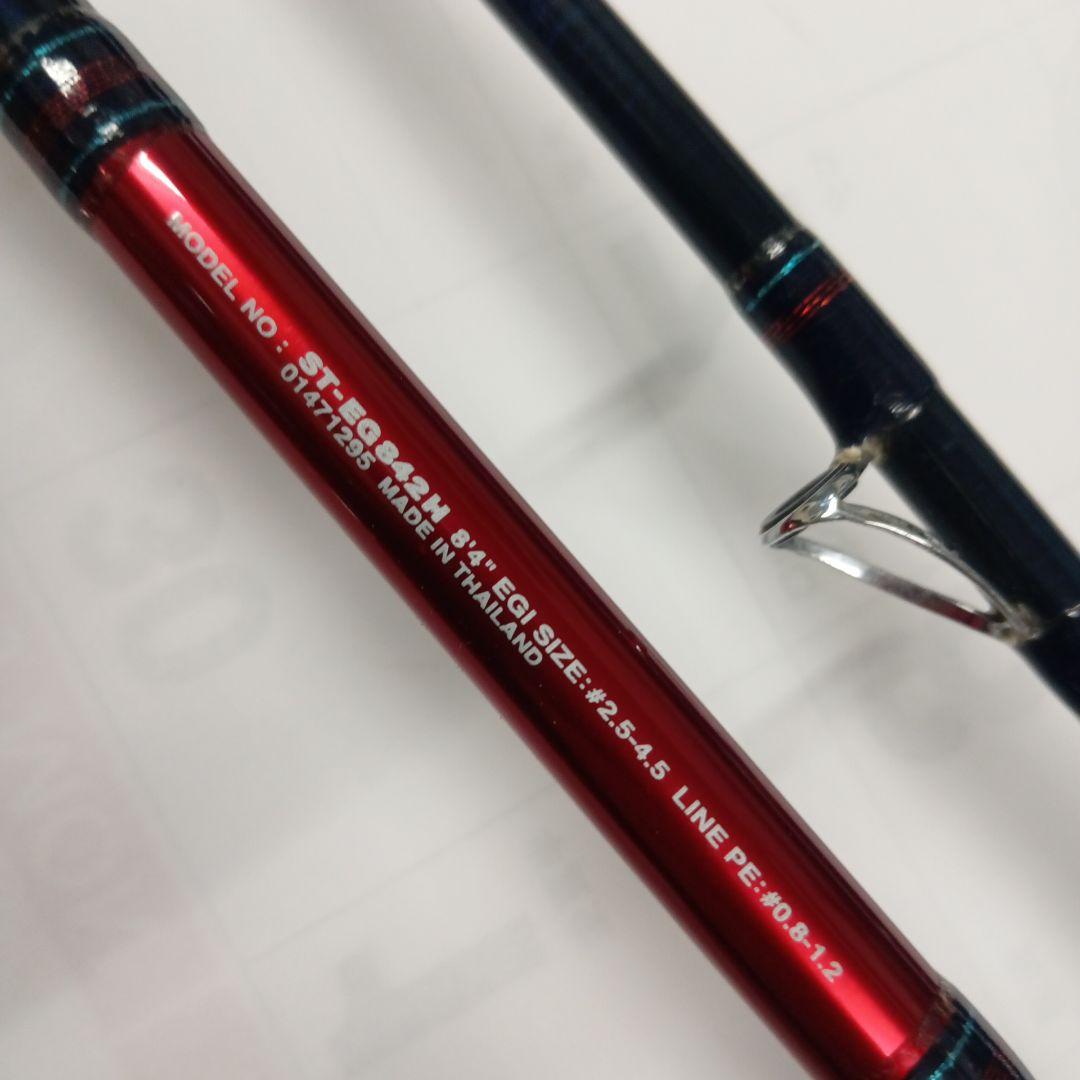 MODEL NO : ST-EG842H 8'4" EGI SIZE:#2.5-4.5 LINE PE:#0.8-1.2
01471295 MADE IN THAILAND